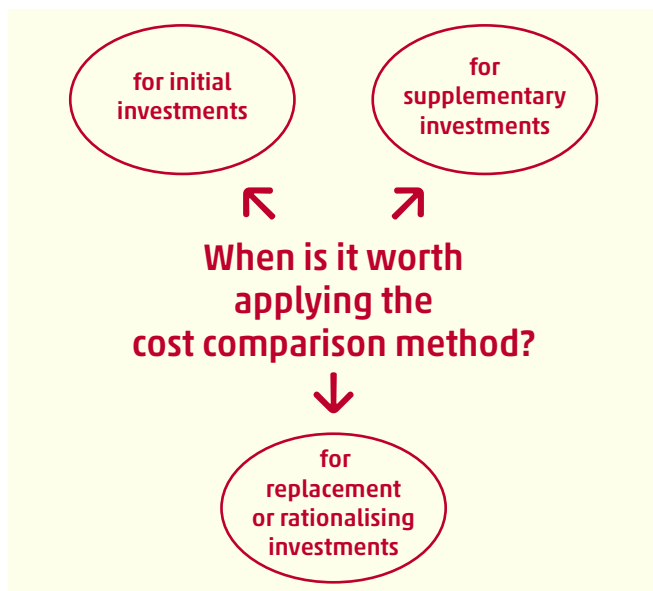 for initial
investments
for
supplementary
investments
When is it worth
applying the
cost comparison method?
for
replacement
or rationalising
investments